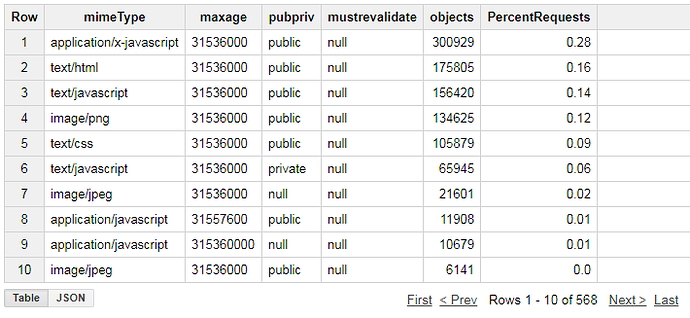 Row mimeType maxage pubpriv mustrevalidate objects PercentRequests
1 application/x-javascript 31536000 public null 300929 0.28
2 text/html 31536000 public null 175805 0.16
3 text/javascript 31536000 public null 156420 0.14
4 image/png 31536000 public null 134625 0.12
5 text/css 31536000 public null 105879 0.09
6 text/javascript 31536000 private null 65945 0.06
7 image/jpeg 31536000 null null 21601 0.02
8 application/javascript 31557600 public null 11908 0.01
9 application/javascript 315360000 null null 10679 0.01
10 image/jpeg 31536000 public null 6141 0.0
Table JSON First < Prev Rows 1 - 10 of 568 Next > Last